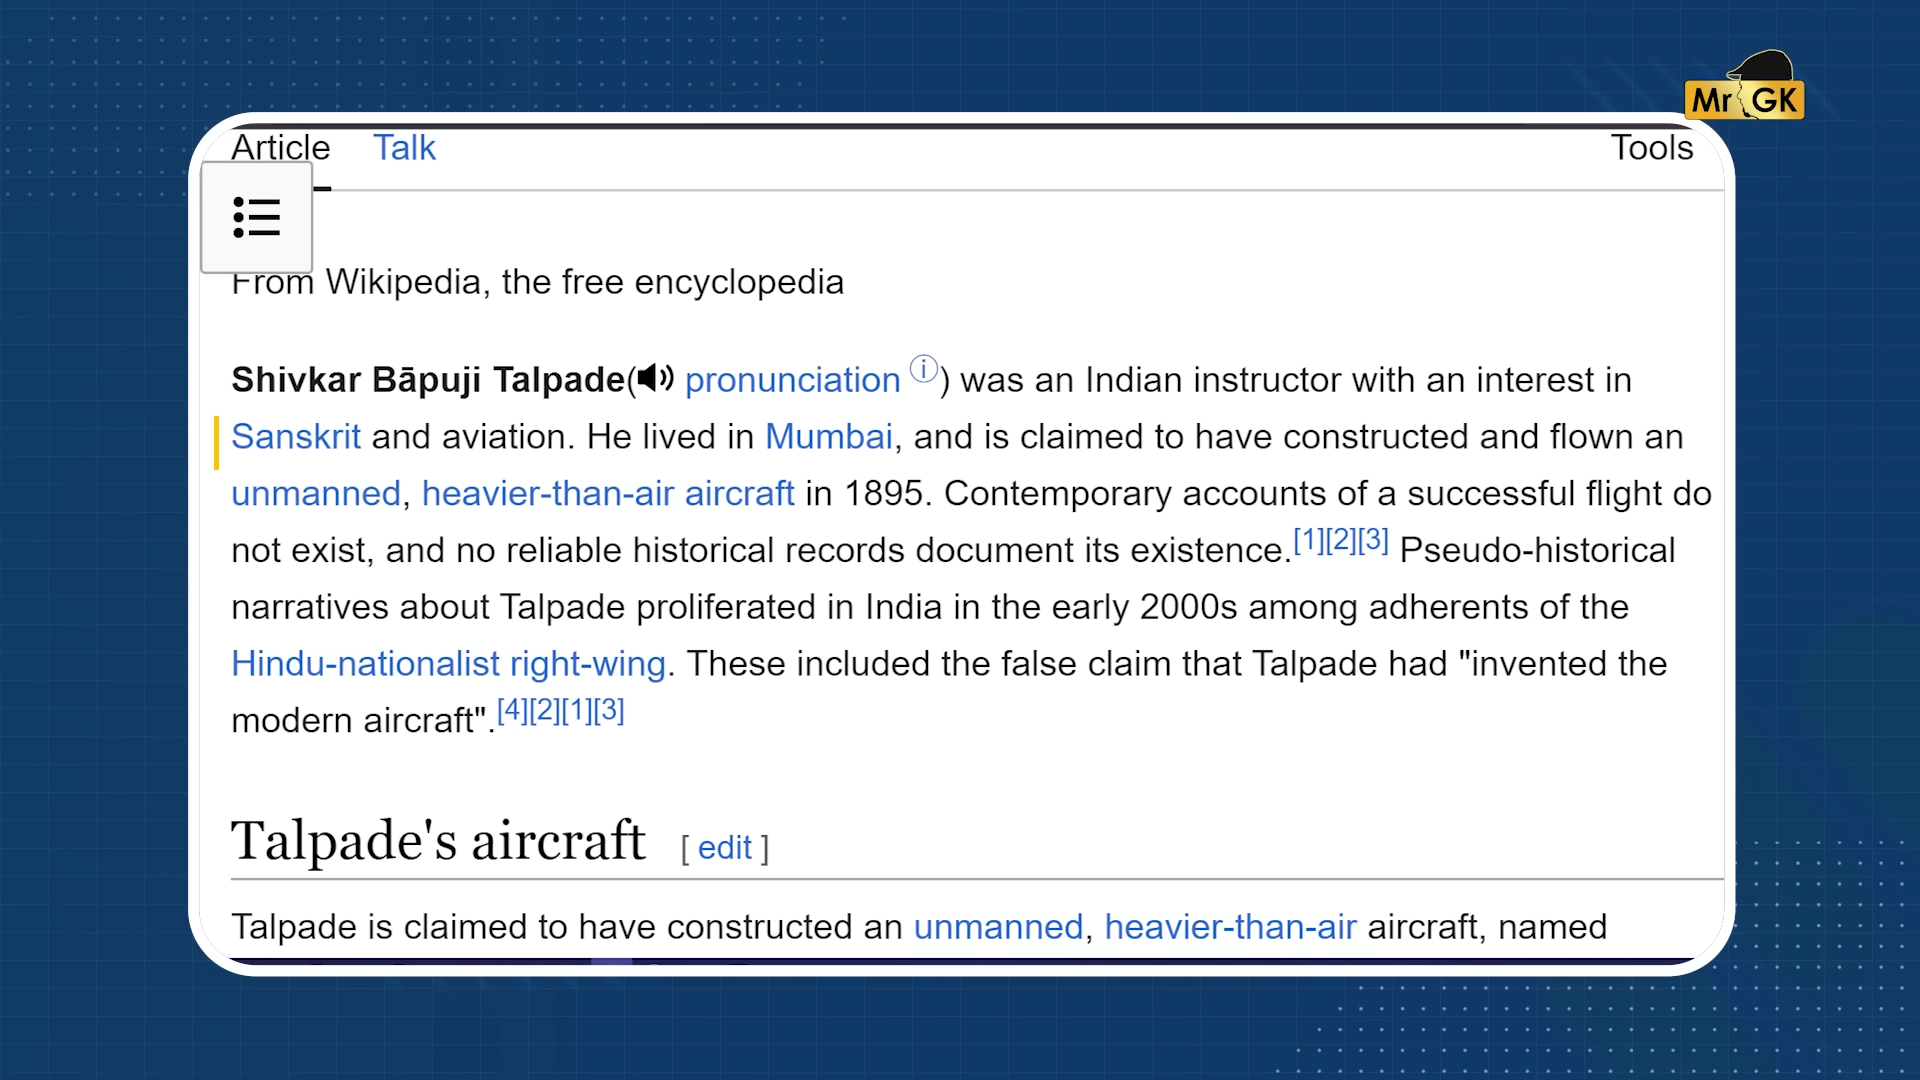 Mr GK
Article Talk Tools
From Wikipedia, the free encyclopedia
Shivkar Bāpuji Talpade( pronunciation ⓘ) was an Indian instructor with an interest in
Sanskrit and aviation. He lived in Mumbai, and is claimed to have constructed and flown an
unmanned, heavier-than-air aircraft in 1895. Contemporary accounts of a successful flight do
not exist, and no reliable historical records document its existence.[1][2][3] Pseudo-historical
narratives about Talpade proliferated in India in the early 2000s among adherents of the
Hindu-nationalist right-wing. These included the false claim that Talpade had "invented the
modern aircraft".[4][2][1][3]
Talpade's aircraft [ edit ]
Talpade is claimed to have constructed an unmanned, heavier-than-air aircraft, named